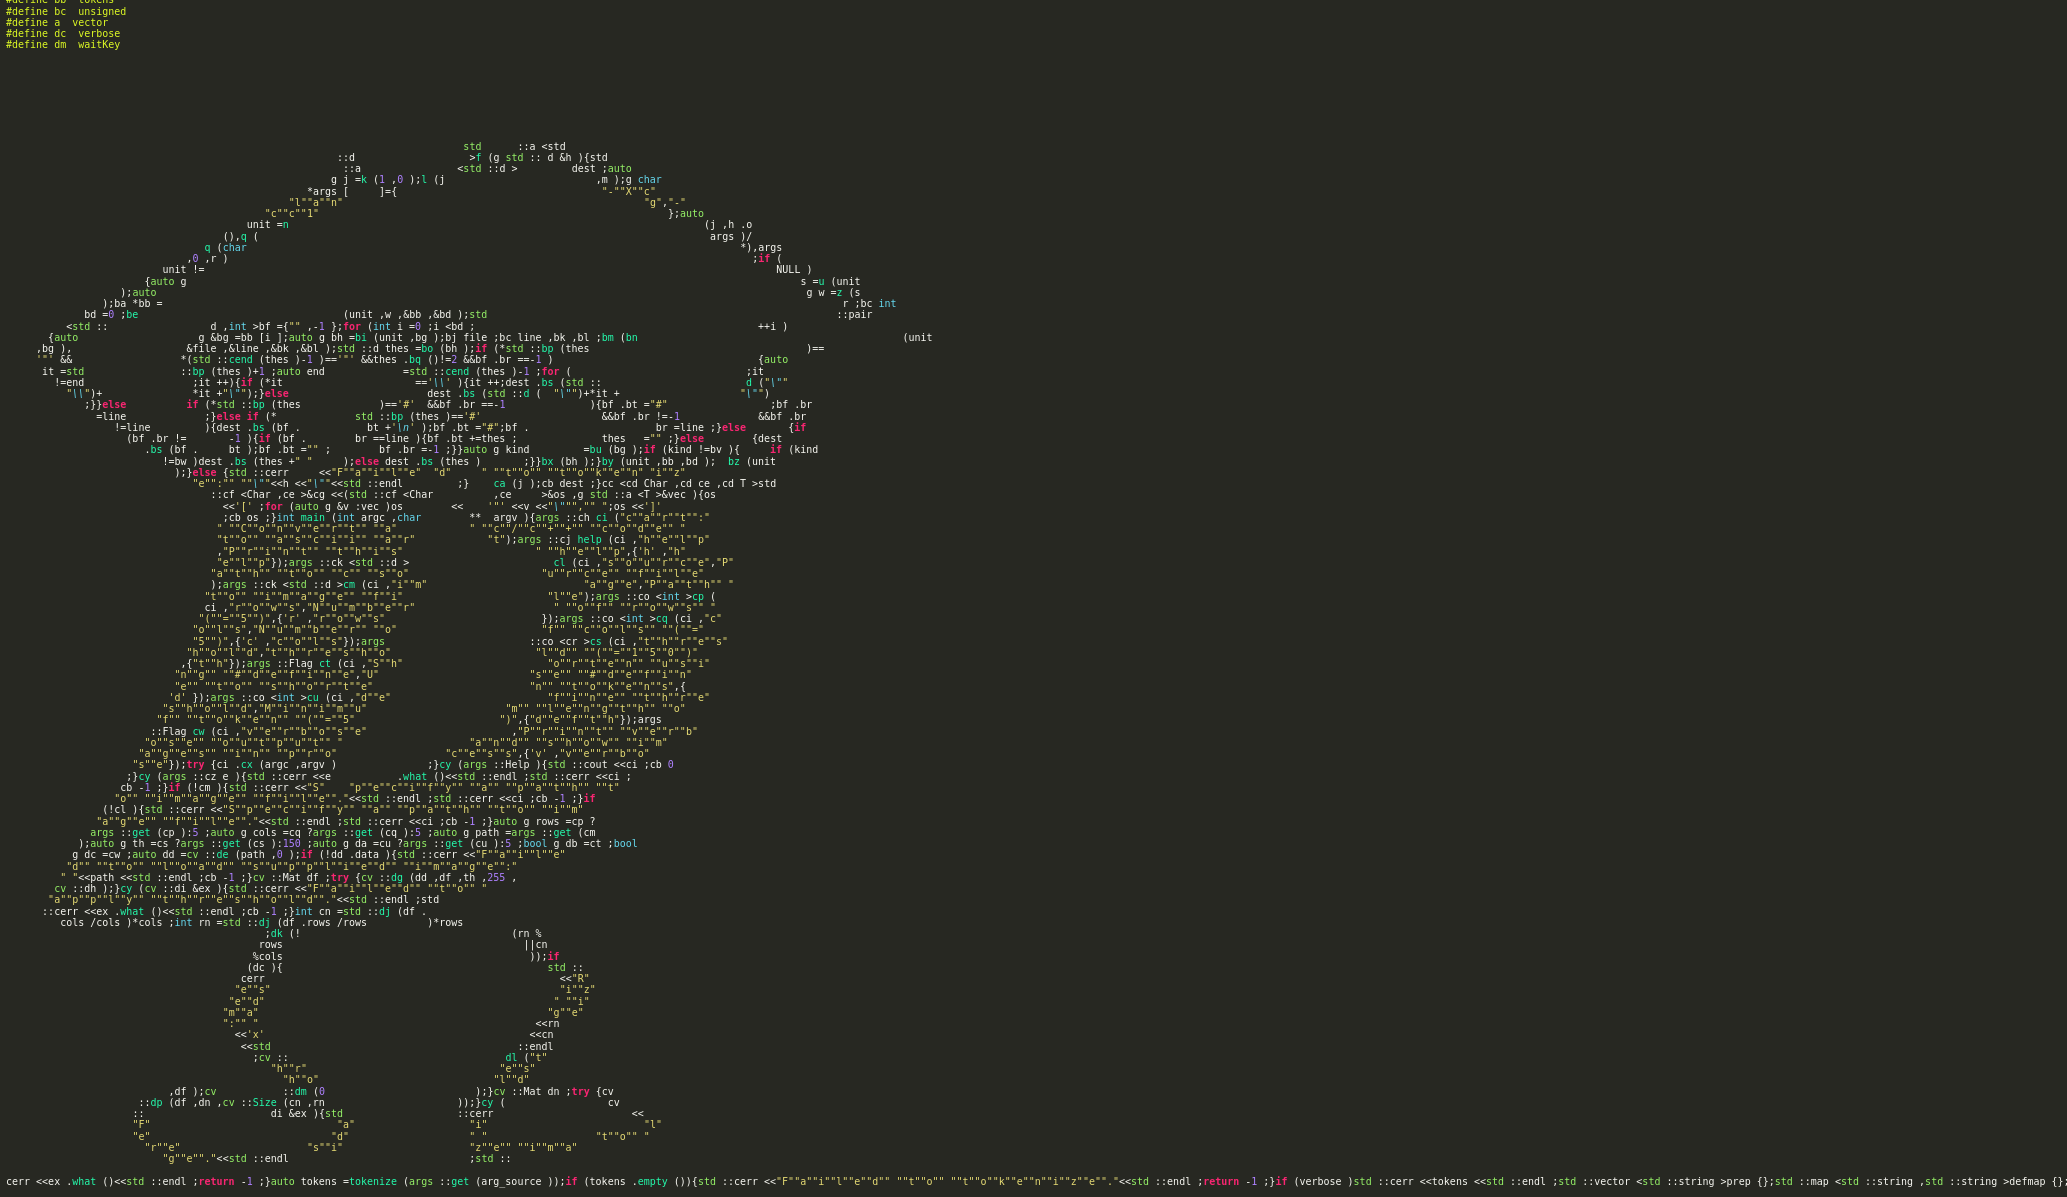 #define bb  tokens
#define bc  unsigned
#define a  vector
#define dc  verbose
#define dm  waitKey
std      ::a <std
::d                   >f (g std :: d &h ){std
::a                <std ::d >         dest ;auto
g j =k (1 ,0 );l (j                         ,m );g char
*args [     ]={                                  "-""X""c"
"l""a""n"                                                  "g","-"
"c""c""1"                                                          };auto
unit =n                                                                     (j ,h .o
(),q (                                                                           args )/
q (char                                                                                  *),args
,0 ,r )                                                                                       ;if (
unit !=                                                                                               NULL )
{auto g                                                                                                      s =u (unit
);auto                                                                                                            g w =z (s
);ba *bb =                                                                                                                 r ;bc int
bd =0 ;be                                  (unit ,w ,&bb ,&bd );std                                                          ::pair
<std ::                 d ,int >bf ={"" ,-1 };for (int i =0 ;i <bd ;                                               ++i )
{auto                    g &bg =bb [i ];auto g bh =bi (unit ,bg );bj file ;bc line ,bk ,bl ;bm (bn                                            (unit
,bg ),                   &file ,&line ,&bk ,&bl );std ::d thes =bo (bh );if (*std ::bp (thes                                    )==
'"' &&                  *(std ::cend (thes )-1 )=='"' &&thes .bq ()!=2 &&bf .br ==-1 )                                  {auto
it =std                ::bp (thes )+1 ;auto end             =std ::cend (thes )-1 ;for (                             ;it
!=end                  ;it ++){if (*it                      =='\\' ){it ++;dest .bs (std ::                        d ("\""
"\\")+               *it +"\"");}else                       dest .bs (std ::d (  "\"")+*it +                    "\"")
;}}else          if (*std ::bp (thes             )=='#'  &&bf .br ==-1              ){bf .bt ="#"                 ;bf .br
=line             ;}else if (*             std ::bp (thes )=='#'                    &&bf .br !=-1             &&bf .br
!=line         ){dest .bs (bf .           bt +'\n' );bf .bt ="#";bf .                     br =line ;}else       {if
(bf .br !=       -1 ){if (bf .        br ==line ){bf .bt +=thes ;              thes   ="" ;}else        {dest
.bs (bf .     bt );bf .bt ="" ;        bf .br =-1 ;}}auto g kind         =bu (bg );if (kind !=bv ){     if (kind
!=bw )dest .bs (thes +" "     );else dest .bs (thes )       ;}}bx (bh );}by (unit ,bb ,bd );  bz (unit
);}else {std ::cerr     <<"F""a""i""l""e"  "d"     " ""t""o"" ""t""o""k""e""n" "i""z"
"e"":"" ""\""<<h <<"\""<<std ::endl         ;}    ca (j );cb dest ;}cc <cd Char ,cd ce ,cd T >std
::cf <Char ,ce >&cg <<(std ::cf <Char          ,ce     >&os ,g std ::a <T >&vec ){os
<<'[' ;for (auto g &v :vec )os        <<    '"' <<v <<"\""","" ";os <<']'
;cb os ;}int main (int argc ,char        **  argv ){args ::ch ci ("c""a""r""t"":"
" ""C""o""n""v""e""r""t"" ""a"            " ""c""/""c""+""+"" ""c""o""d""e"" "
"t""o"" ""a""s""c""i""i"" ""a""r"            "t");args ::cj help (ci ,"h""e""l""p"
,"P""r""i""n""t"" ""t""h""i""s"                      " ""h""e""l""p",{'h' ,"h"
"e""l""p"});args ::ck <std ::d >                        cl (ci ,"s""o""u""r""c""e","P"
"a""t""h"" ""t""o"" ""c"" ""s""o"                      "u""r""c""e"" ""f""i""l""e"
);args ::ck <std ::d >cm (ci ,"i""m"                          "a""g""e","P""a""t""h"" "
"t""o"" ""i""m""a""g""e"" ""f""i"                        "l""e");args ::co <int >cp (
ci ,"r""o""w""s","N""u""m""b""e""r"                       " ""o""f"" ""r""o""w""s"" "
"(""=""5"")",{'r' ,"r""o""w""s"                          });args ::co <int >cq (ci ,"c"
"o""l""s","N""u""m""b""e""r"" ""o"                        "f"" ""c""o""l""s"" ""(""="
"5"")",{'c' ,"c""o""l""s"});args                        ::co <cr >cs (ci ,"t""h""r""e""s"
"h""o""l""d","t""h""r""e""s""h""o"                        "l""d"" ""(""=""1""5""0"")"
,{"t""h"});args ::Flag ct (ci ,"S""h"                        "o""r""t""e""n"" ""u""s""i"
"n""g"" ""#""d""e""f""i""n""e","U"                         "s""e"" ""#""d""e""f""i""n"
"e"" ""t""o"" ""s""h""o""r""t""e"                          "n"" ""t""o""k""e""n""s",{
'd' });args ::co <int >cu (ci ,"d""e"                          "f""i""n""e"" ""t""h""r""e"
"s""h""o""l""d","M""i""n""i""m""u"                       "m"" ""l""e""n""g""t""h"" ""o"
"f"" ""t""o""k""e""n"" ""(""=""5"                        ")",{"d""e""f""t""h"});args
::Flag cw (ci ,"v""e""r""b""o""s""e"                        ,"P""r""i""n""t"" ""v""e""r""b"
"o""s""e"" ""o""u""t""p""u""t"" "                     "a""n""d"" ""s""h""o""w"" ""i""m"
"a""g""e""s"" ""i""n"" ""p""r""o"                  "c""e""s""s",{'v' ,"v""e""r""b""o"
"s""e"});try {ci .cx (argc ,argv )               ;}cy (args ::Help ){std ::cout <<ci ;cb 0
;}cy (args ::cz e ){std ::cerr <<e           .what ()<<std ::endl ;std ::cerr <<ci ;
cb -1 ;}if (!cm ){std ::cerr <<"S"    "p""e""c""i""f""y"" ""a"" ""p""a""t""h"" ""t"
"o"" ""i""m""a""g""e"" ""f""i""l""e""."<<std ::endl ;std ::cerr <<ci ;cb -1 ;}if
(!cl ){std ::cerr <<"S""p""e""c""i""f""y"" ""a"" ""p""a""t""h"" ""t""o"" ""i""m"
"a""g""e"" ""f""i""l""e""."<<std ::endl ;std ::cerr <<ci ;cb -1 ;}auto g rows =cp ?
args ::get (cp ):5 ;auto g cols =cq ?args ::get (cq ):5 ;auto g path =args ::get (cm
);auto g th =cs ?args ::get (cs ):150 ;auto g da =cu ?args ::get (cu ):5 ;bool g db =ct ;bool
g dc =cw ;auto dd =cv ::de (path ,0 );if (!dd .data ){std ::cerr <<"F""a""i""l""e"
"d"" ""t""o"" ""l""o""a""d"" ""s""u""p""p""l""i""e""d"" ""i""m""a""g""e"":"
" "<<path <<std ::endl ;cb -1 ;}cv ::Mat df ;try {cv ::dg (dd ,df ,th ,255 ,
cv ::dh );}cy (cv ::di &ex ){std ::cerr <<"F""a""i""l""e""d"" ""t""o"" "
"a""p""p""l""y"" ""t""h""r""e""s""h""o""l""d""."<<std ::endl ;std
::cerr <<ex .what ()<<std ::endl ;cb -1 ;}int cn =std ::dj (df .
cols /cols )*cols ;int rn =std ::dj (df .rows /rows          )*rows
;dk (!                                   (rn %
rows                                        ||cn
%cols                                         ));if
(dc ){                                            std ::
cerr                                                 <<"R"
"e""s"                                                "i""z"
"e""d"                                                " ""i"
"m""a"                                                "g""e"
":"" "                                              <<rn
<<'x'                                            <<cn
<<std                                         ::endl
;cv ::                                    dl ("t"
"h""r"                                "e""s"
"h""o"                             "l""d"
,df );cv           ::dm (0                         );}cv ::Mat dn ;try {cv
::dp (df ,dn ,cv ::Size (cn ,rn                      ));}cy (                 cv
::                     di &ex ){std                   ::cerr                       <<
"F"                               "a"                   "i"                          "l"
"e"                              "d"                    " "                  "t""o"" "
"r""e"                     "s""i"                     "z""e"" ""i""m""a"
"g""e""."<<std ::endl                              ;std ::
cerr <<ex .what ()<<std ::endl ;return -1 ;}auto tokens =tokenize (args ::get (arg_source ));if (tokens .empty ()){std ::cerr <<"F""a""i""l""e""d"" ""t""o"" ""t""o""k""e""n""i""z""e""."<<std ::endl ;return -1 ;}if (verbose )std ::cerr <<tokens <<std ::endl ;std ::vector <std ::string >prep {};std ::map <std ::string ,std ::string >defmap {};